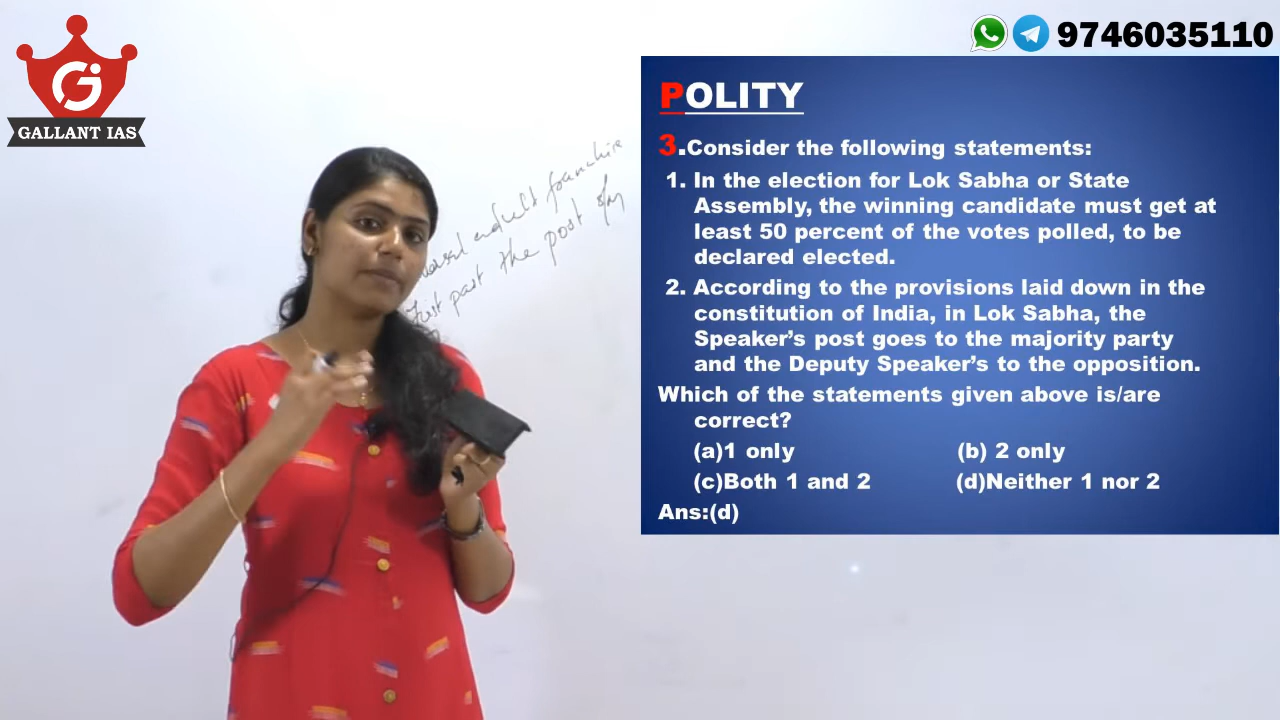 GALLANT IAS
9746035110
adult franchise
First past the post
POLITY
3.Consider the following statements:
1. In the election for Lok Sabha or State
Assembly, the winning candidate must get at
least 50 percent of the votes polled, to be
declared elected.
2. According to the provisions laid down in the
constitution of India, in Lok Sabha, the
Speaker’s post goes to the majority party
and the Deputy Speaker’s to the opposition.
Which of the statements given above is/are
correct?
(a)1 only (b) 2 only
(c)Both 1 and 2 (d)Neither 1 nor 2
Ans:(d)